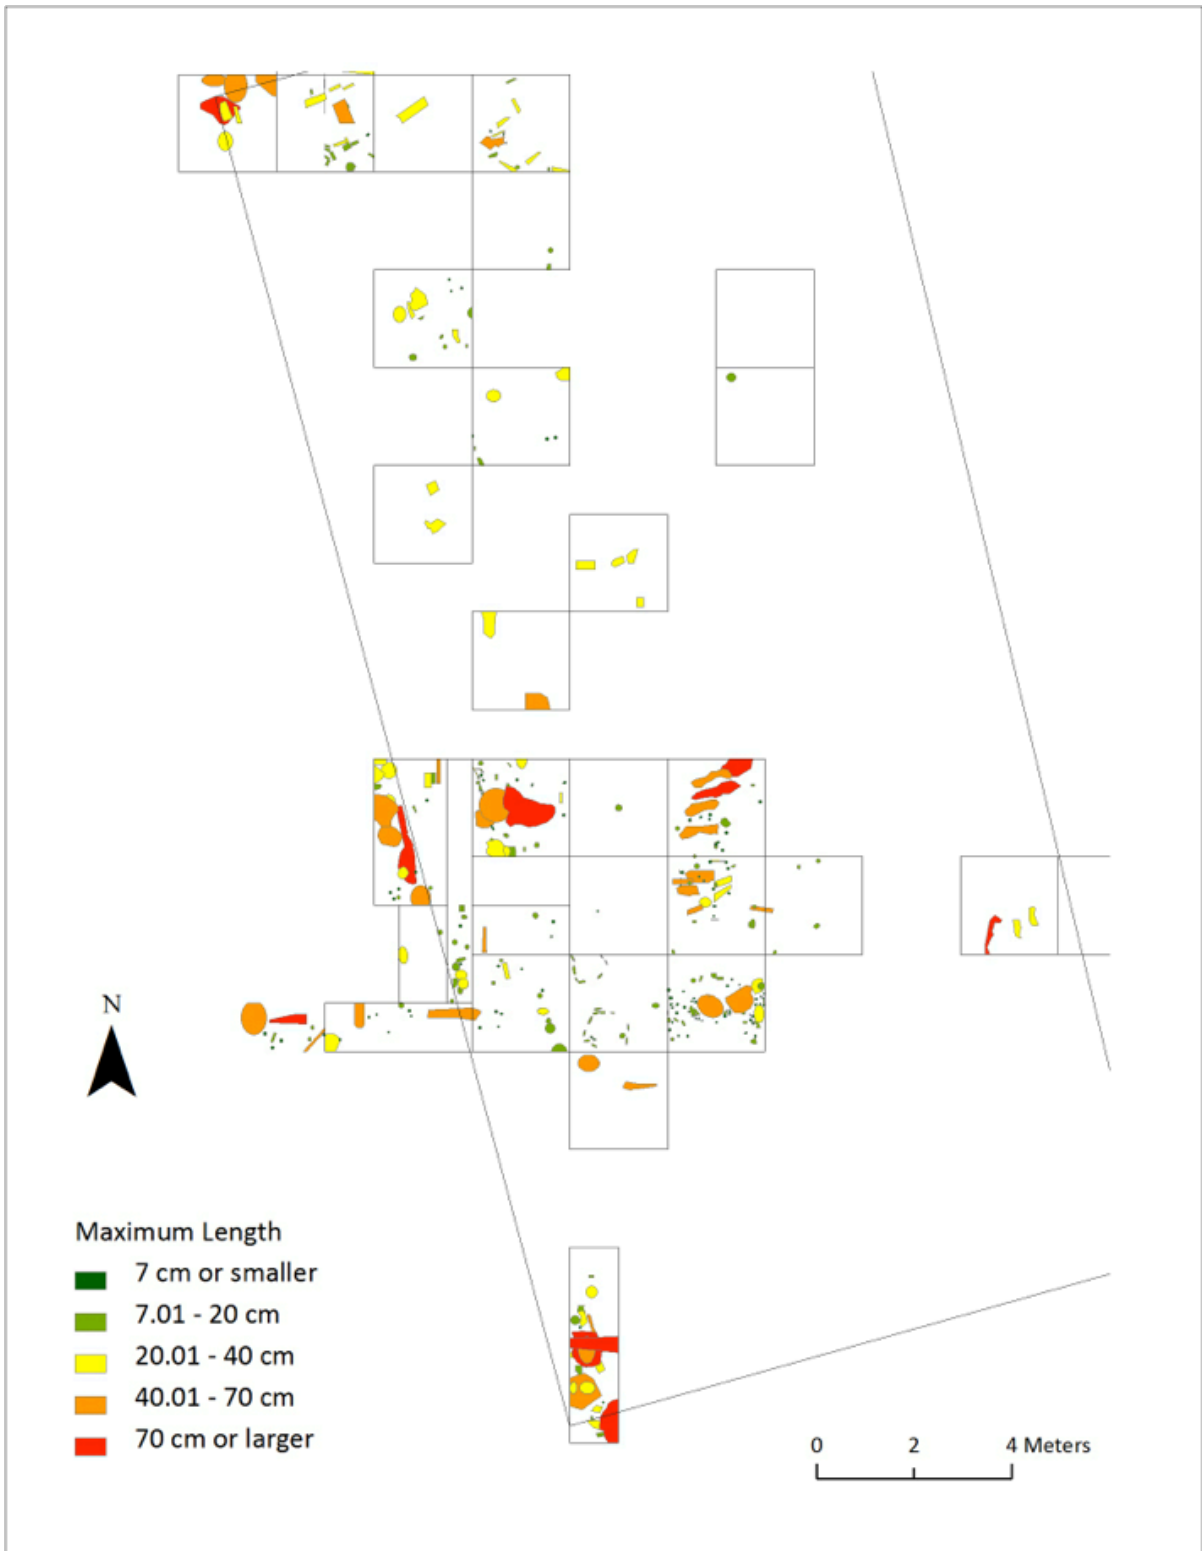 N
Maximum Length
7 cm or smaller
7.01 - 20 cm
20.01 - 40 cm
40.01 - 70 cm
70 cm or larger
0 2 4 Meters